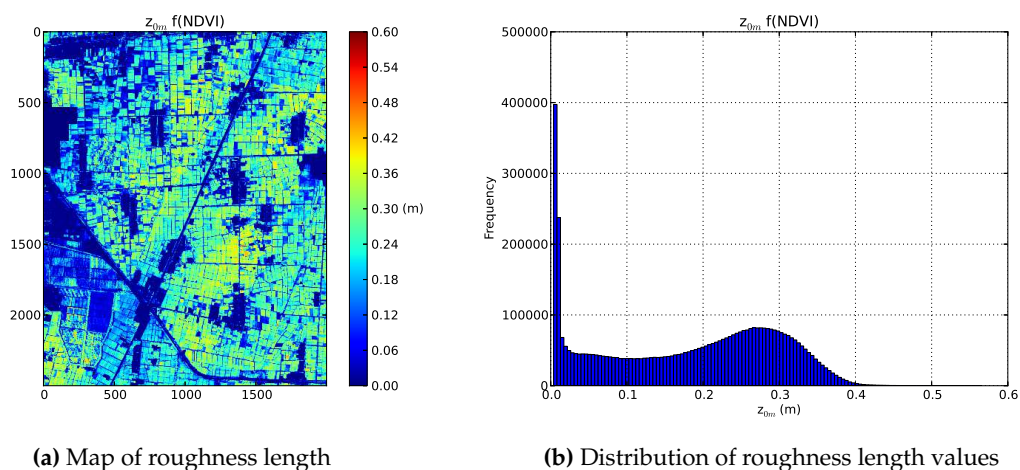 z₀ₘ f(NDVI)
0
500
1000
1500
2000
0 500 1000 1500
0.60
0.54
0.48
0.42
0.36
0.30 (m)
0.24
0.18
0.12
0.06
0.00
(a) Map of roughness length
z₀ₘ f(NDVI)
500000
400000
300000
200000
100000
0
Frequency
0.0 0.1 0.2 0.3 0.4 0.5 0.6
z₀ₘ (m)
(b) Distribution of roughness length values